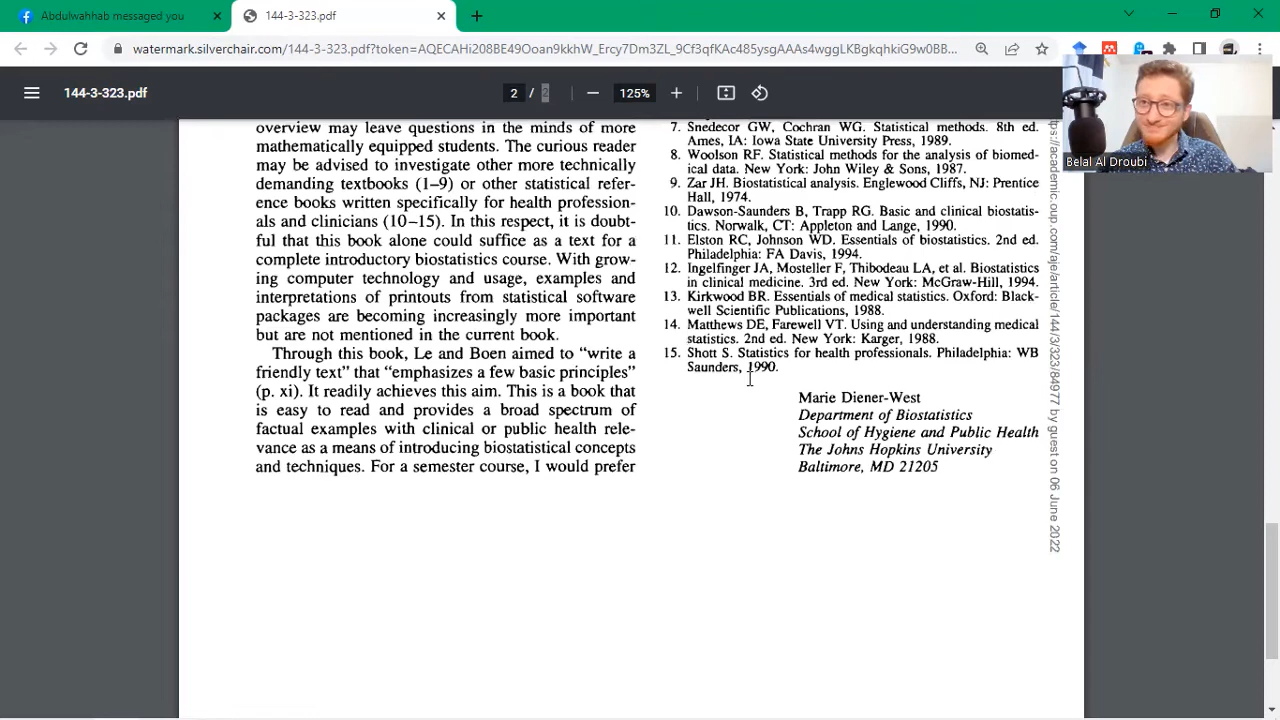 Abdulwahhab messaged you
144-3-323.pdf
watermark.silverchair.com/144-3-323.pdf?token=AQECAHi208BE49Ooan9kkhW_Ercy7Dm3ZL_9Cf3qfKAc485ysgAAAs4wggLKBgkqhkiG9w0BB...
144-3-323.pdf
2 / 2
125%
Belal Al Droubi
overview may leave questions in the minds of more
mathematically equipped students. The curious reader
may be advised to investigate other more technically
demanding textbooks (1–9) or other statistical refer-
ence books written specifically for health profession-
als and clinicians (10–15). In this respect, it is doubt-
ful that this book alone could suffice as a text for a
complete introductory biostatistics course. With grow-
ing computer technology and usage, examples and
interpretations of printouts from statistical software
packages are becoming increasingly more important
but are not mentioned in the current book.
Through this book, Le and Boen aimed to “write a
friendly text” that “emphasizes a few basic principles”
(p. xi). It readily achieves this aim. This is a book that
is easy to read and provides a broad spectrum of
factual examples with clinical or public health rele-
vance as a means of introducing biostatistical concepts
and techniques. For a semester course, I would prefer
7. Snedecor GW, Cochran WG. Statistical methods. 8th ed.
Ames, IA: Iowa State University Press, 1989.
8. Woolson RF. Statistical methods for the analysis of biomed-
ical data. New York: John Wiley & Sons, 1987.
9. Zar JH. Biostatistical analysis. Englewood Cliffs, NJ: Prentice
Hall, 1974.
10. Dawson-Saunders B, Trapp RG. Basic and clinical biostatis-
tics. Norwalk, CT: Appleton and Lange, 1990.
11. Elston RC, Johnson WD. Essentials of biostatistics. 2nd ed.
Philadelphia: FA Davis, 1994.
12. Ingelfinger JA, Mosteller F, Thibodeau LA, et al. Biostatistics
in clinical medicine. 3rd ed. New York: McGraw-Hill, 1994.
13. Kirkwood BR. Essentials of medical statistics. Oxford: Black-
well Scientific Publications, 1988.
14. Matthews DE, Farewell VT. Using and understanding medical
statistics. 2nd ed. New York: Karger, 1988.
15. Shott S. Statistics for health professionals. Philadelphia: WB
Saunders, 1990.
Marie Diener-West
Department of Biostatistics
School of Hygiene and Public Health
The Johns Hopkins University
Baltimore, MD 21205
ps://academic.oup.com/aje/article/144/3/323/84977 by guest on 06 June 2022